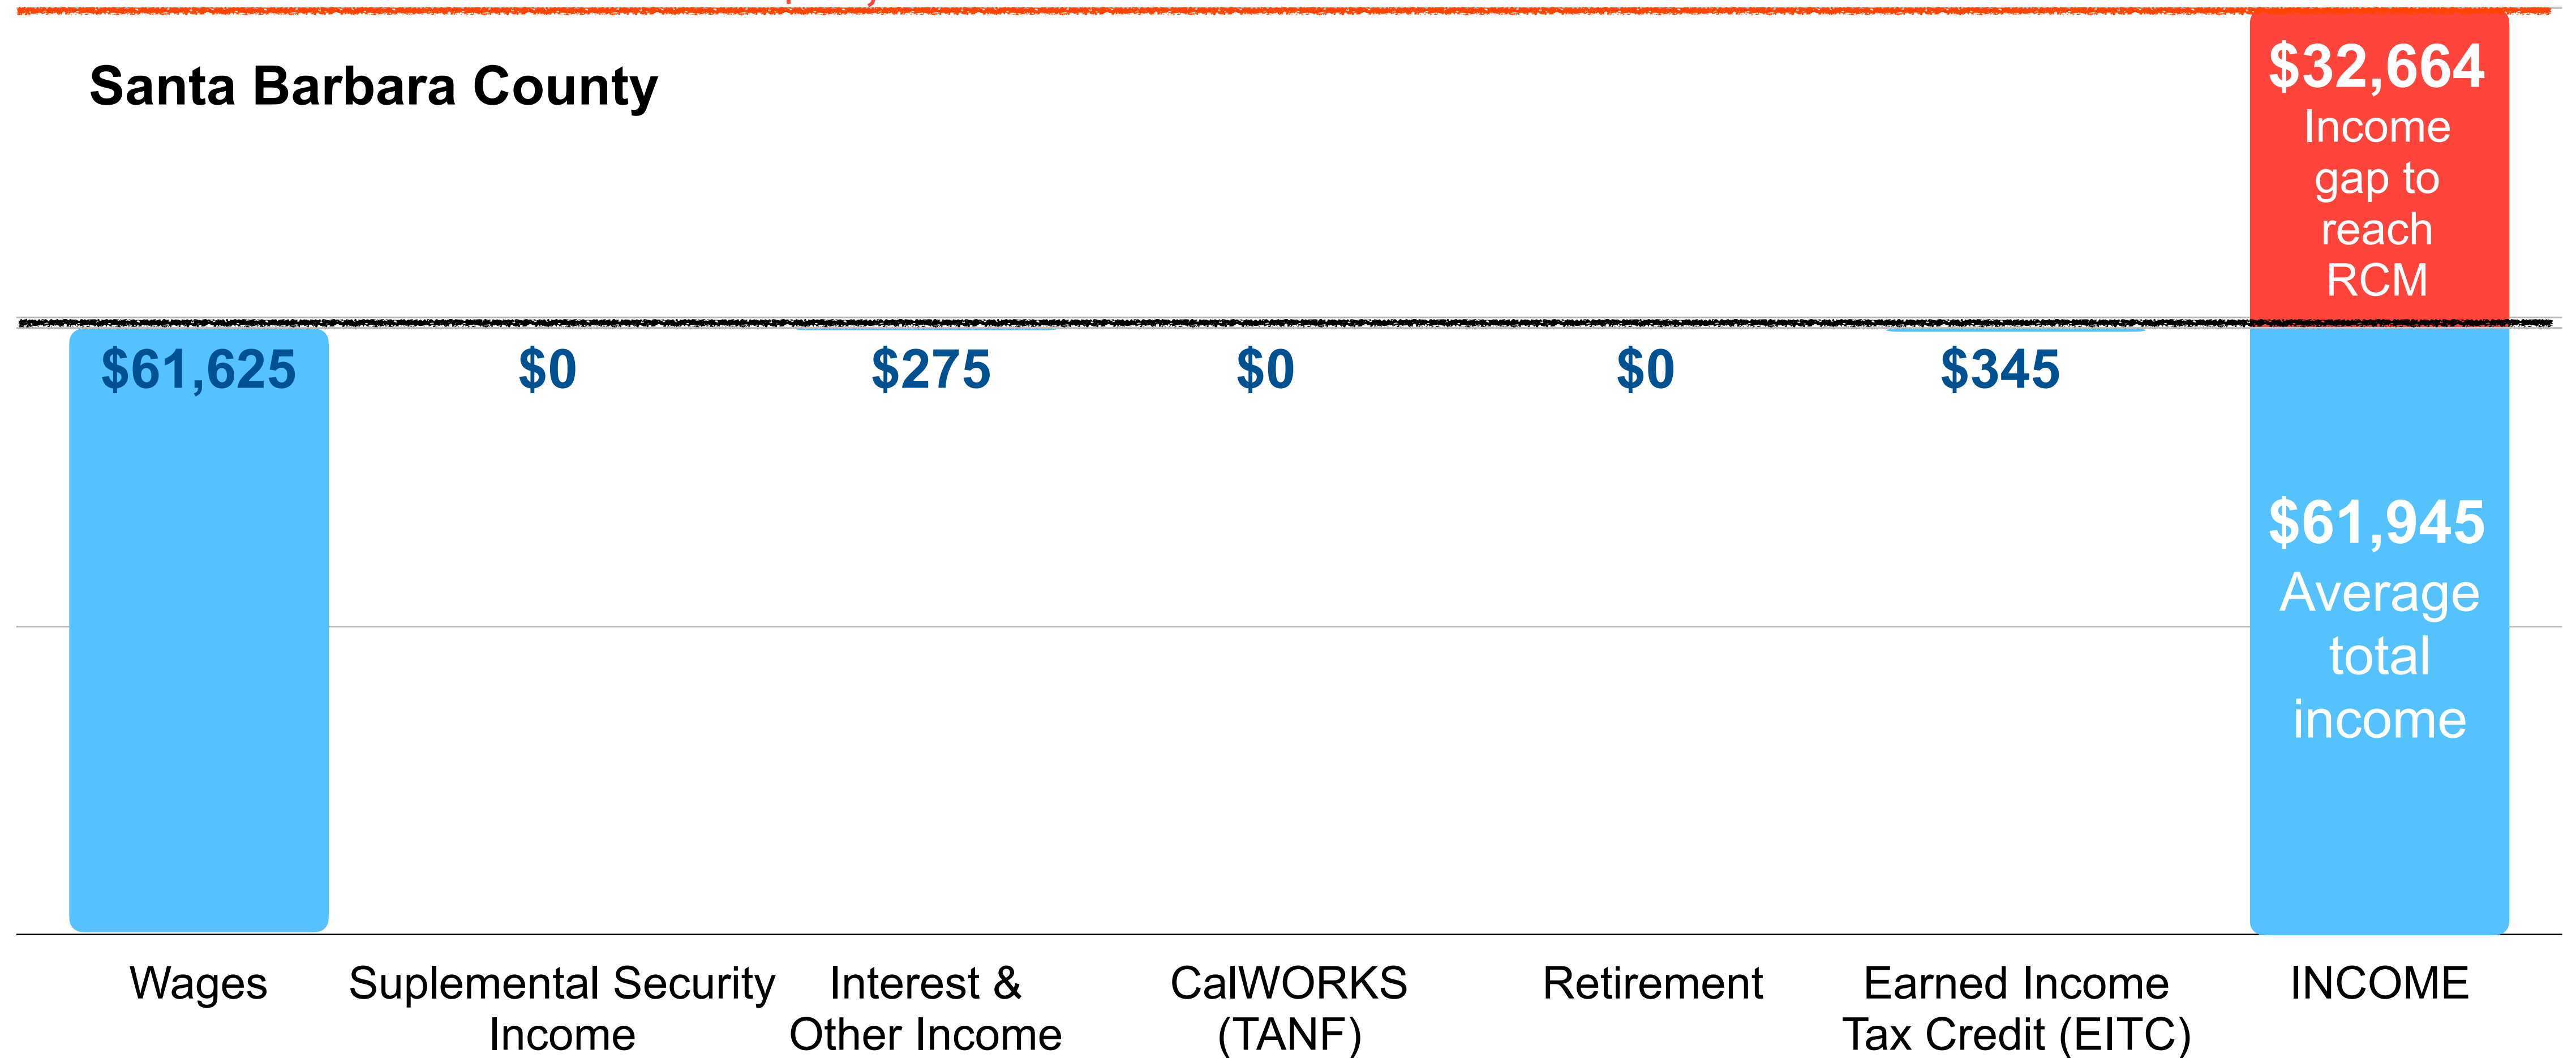 Santa Barbara County
$32,664
Income
gap to
reach
RCM
$61,625
$0
$275
$0
$0
$345
$61,945
Average
total
income
Wages
Suplemental Security
Income
Interest &
Other Income
CalWORKS
(TANF)
Retirement
Earned Income
Tax Credit (EITC)
INCOME